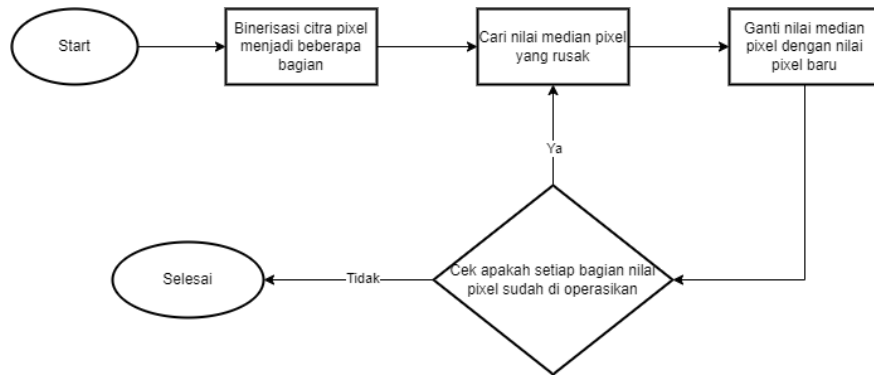 Start
Binerisasi citra pixel
menjadi beberapa
bagian
Cari nilai median pixel
yang rusak
Ganti nilai median
pixel dengan nilai
pixel baru
Ya
Cek apakah setiap bagian nilai
pixel sudah di operasikan
Tidak
Selesai